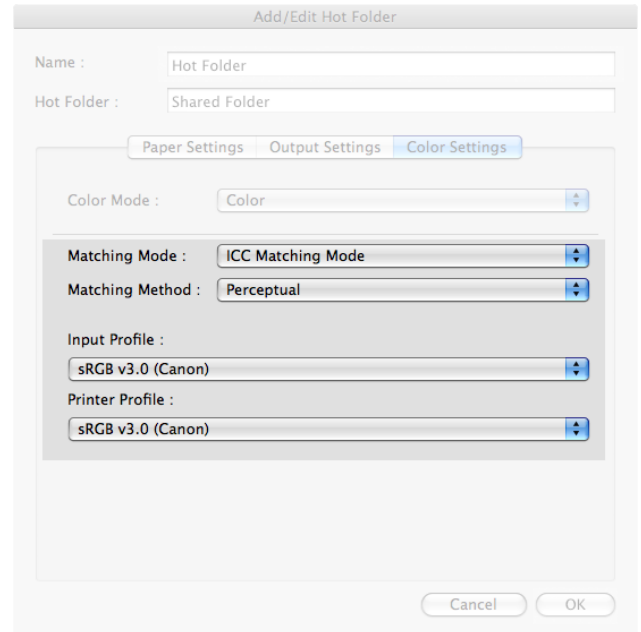 Add/Edit Hot Folder
Name : Hot Folder
Hot Folder : Shared Folder
Paper Settings Output Settings Color Settings
Color Mode : Color
Matching Mode : ICC Matching Mode
Matching Method : Perceptual
Input Profile :
sRGB v3.0 (Canon)
Printer Profile :
sRGB v3.0 (Canon)
Cancel OK